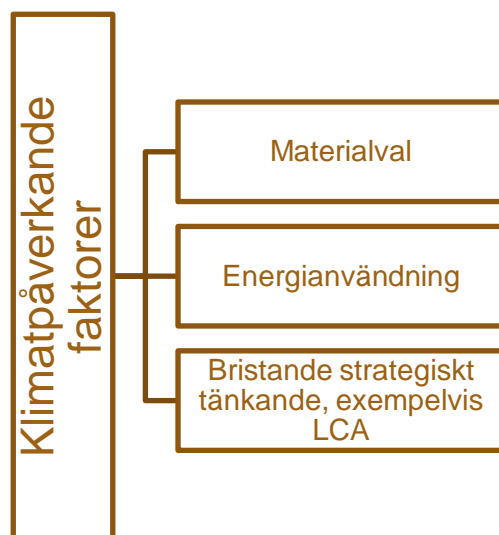 Klimatpåverkande
faktorer
Materialval
Energianvändning
Bristande strategiskt
tänkande, exempelvis
LCA